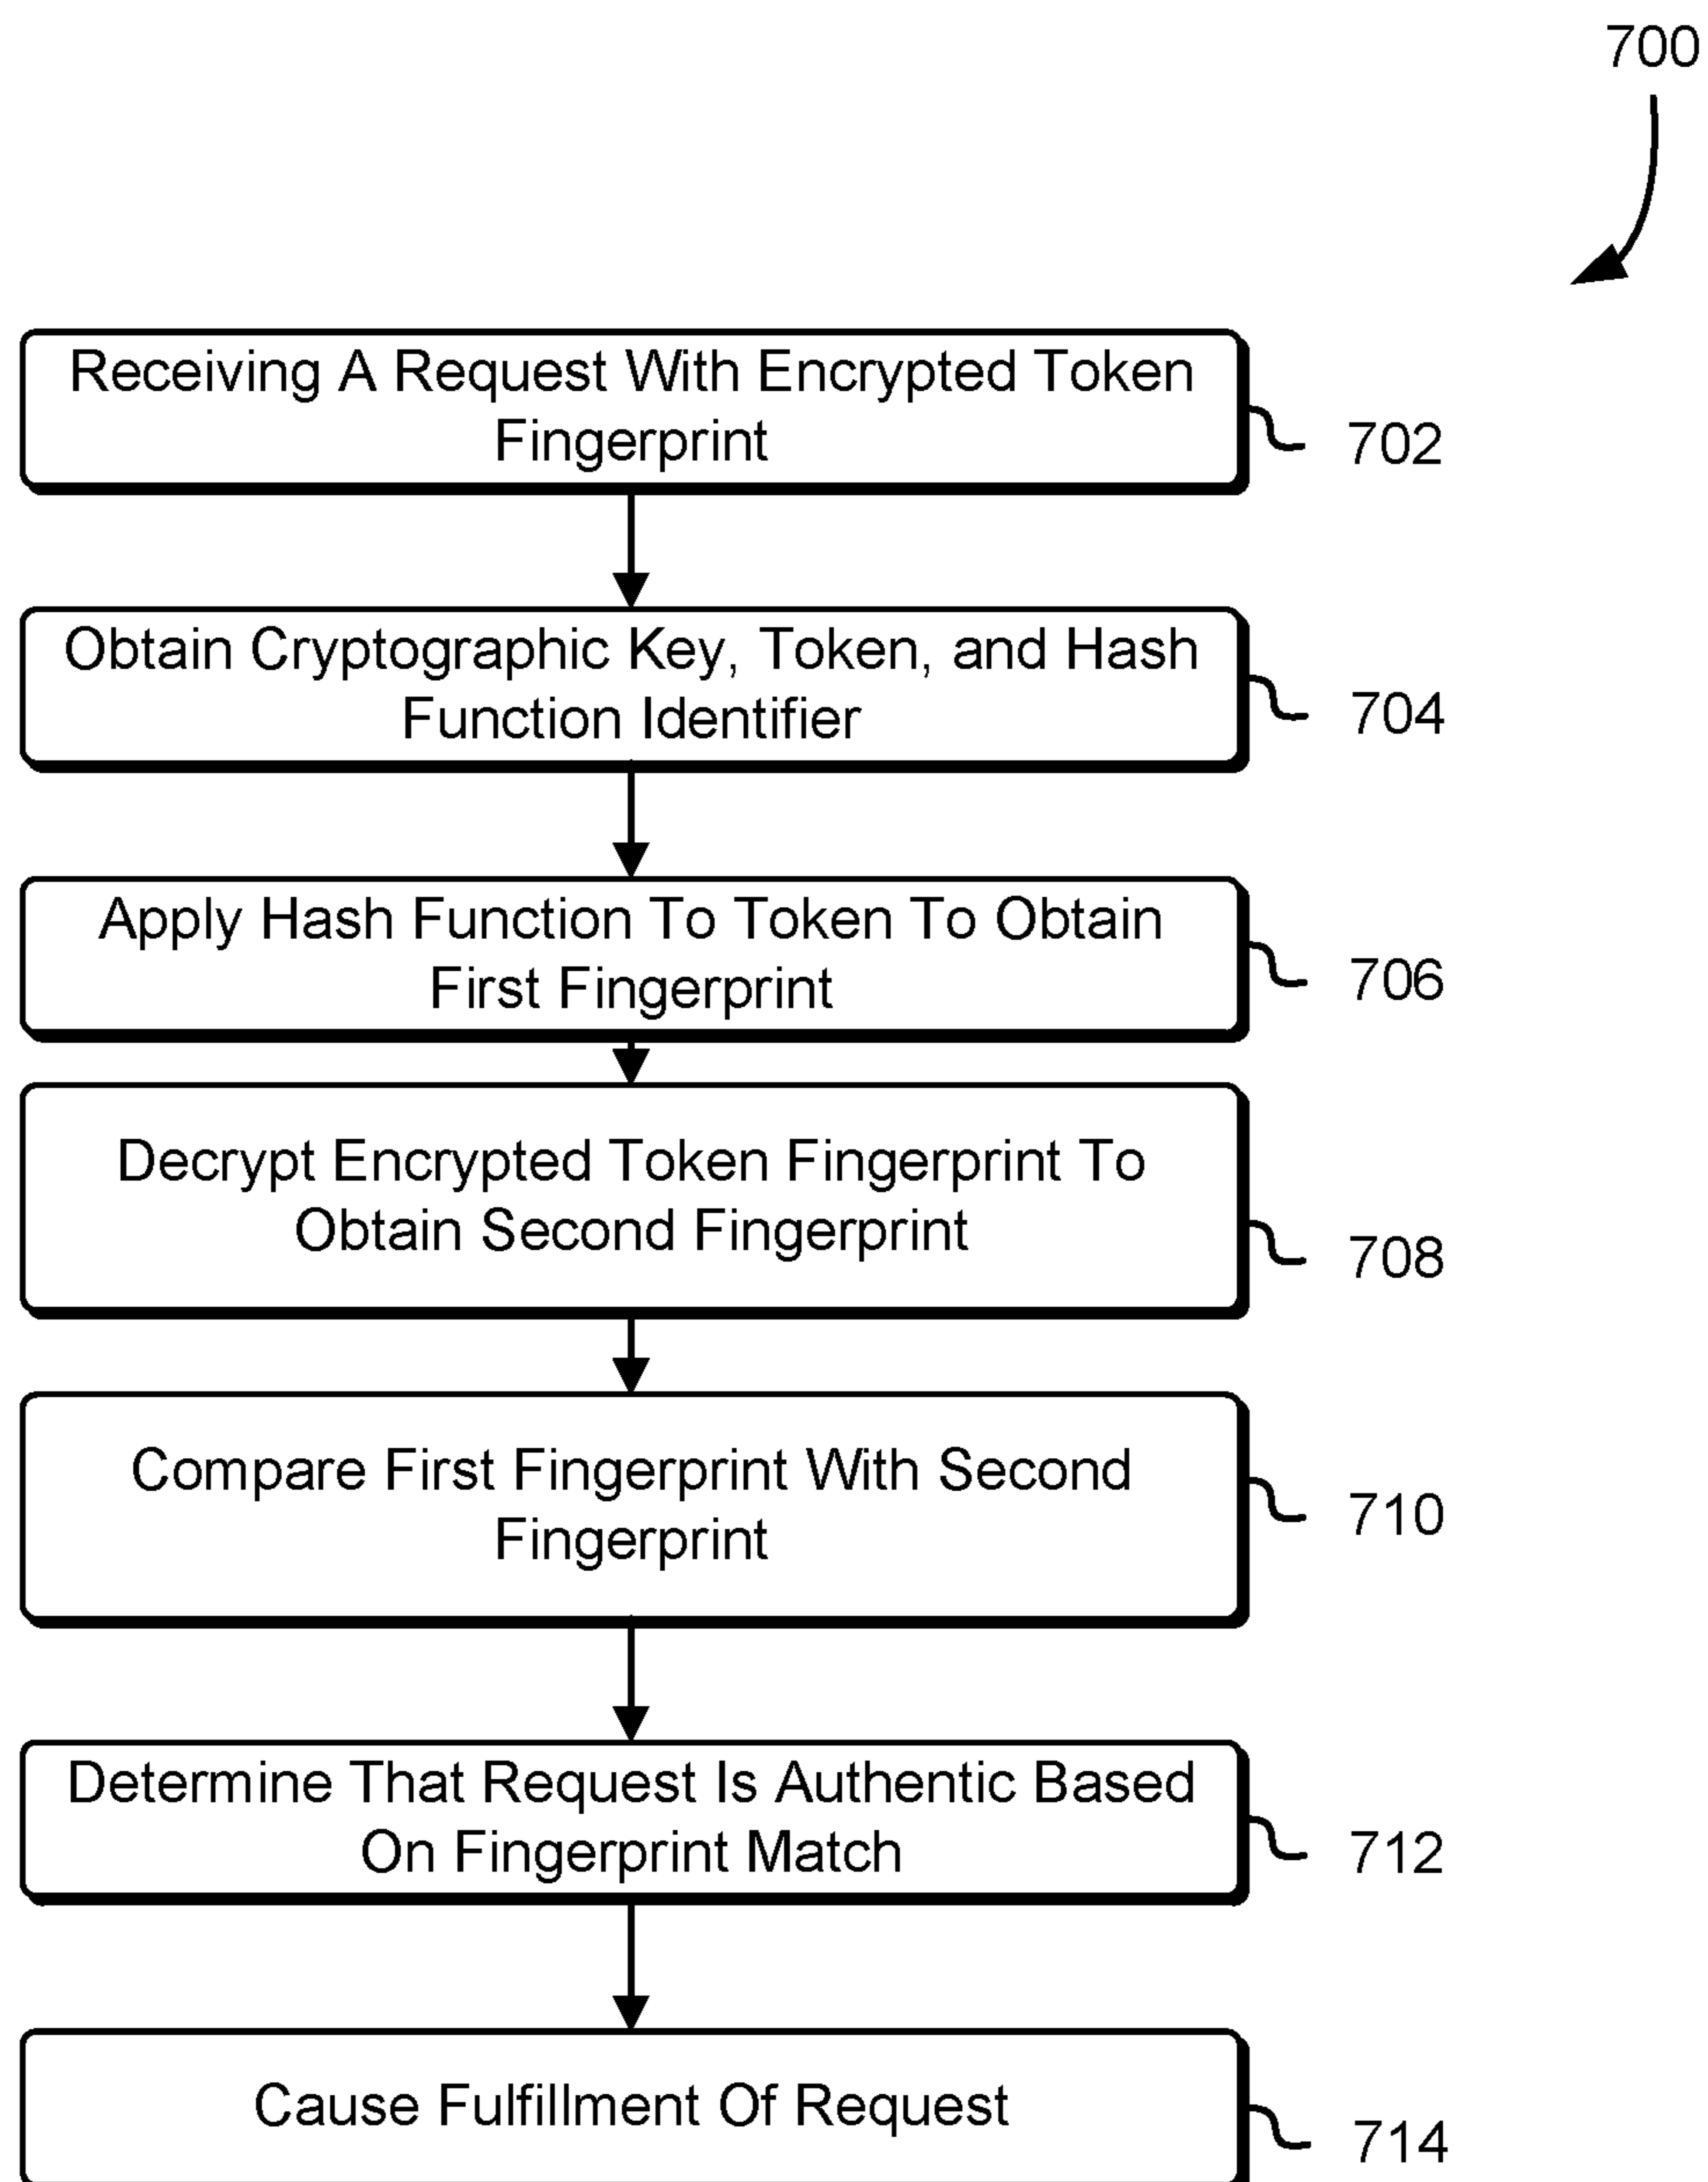 700
Receiving A Request With Encrypted Token
Fingerprint
702
Obtain Cryptographic Key, Token, and Hash
Function Identifier
704
Apply Hash Function To Token To Obtain
First Fingerprint
706
Decrypt Encrypted Token Fingerprint To
Obtain Second Fingerprint
708
Compare First Fingerprint With Second
Fingerprint
710
Determine That Request Is Authentic Based
On Fingerprint Match
712
Cause Fulfillment Of Request
714